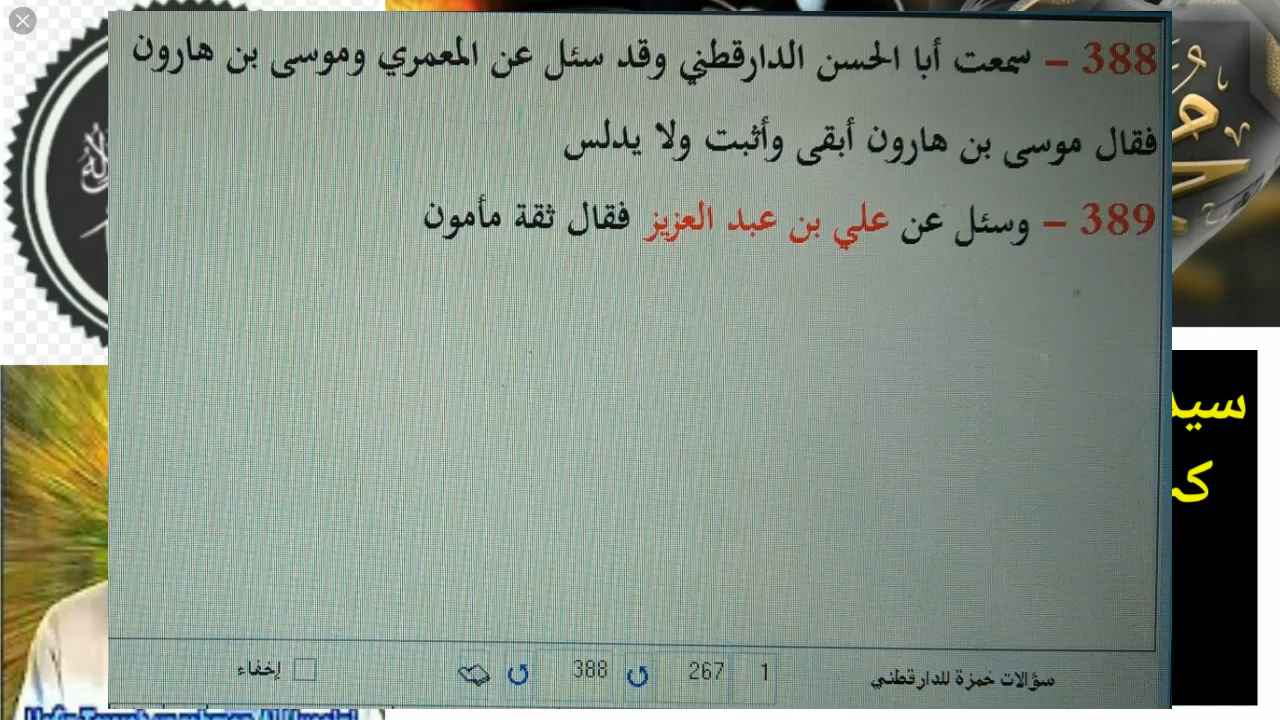 388 – سمعت أبا الحسن الدارقطني وقد سئل عن المعمري وموسى بن هارون
فقال موسى بن هارون أبقى وأثبت ولا يدلس
389 – وسئل عن علي بن عبد العزيز فقال ثقة مأمون
سؤالات حمزة للدارقطني 1 267 388 إخفاء